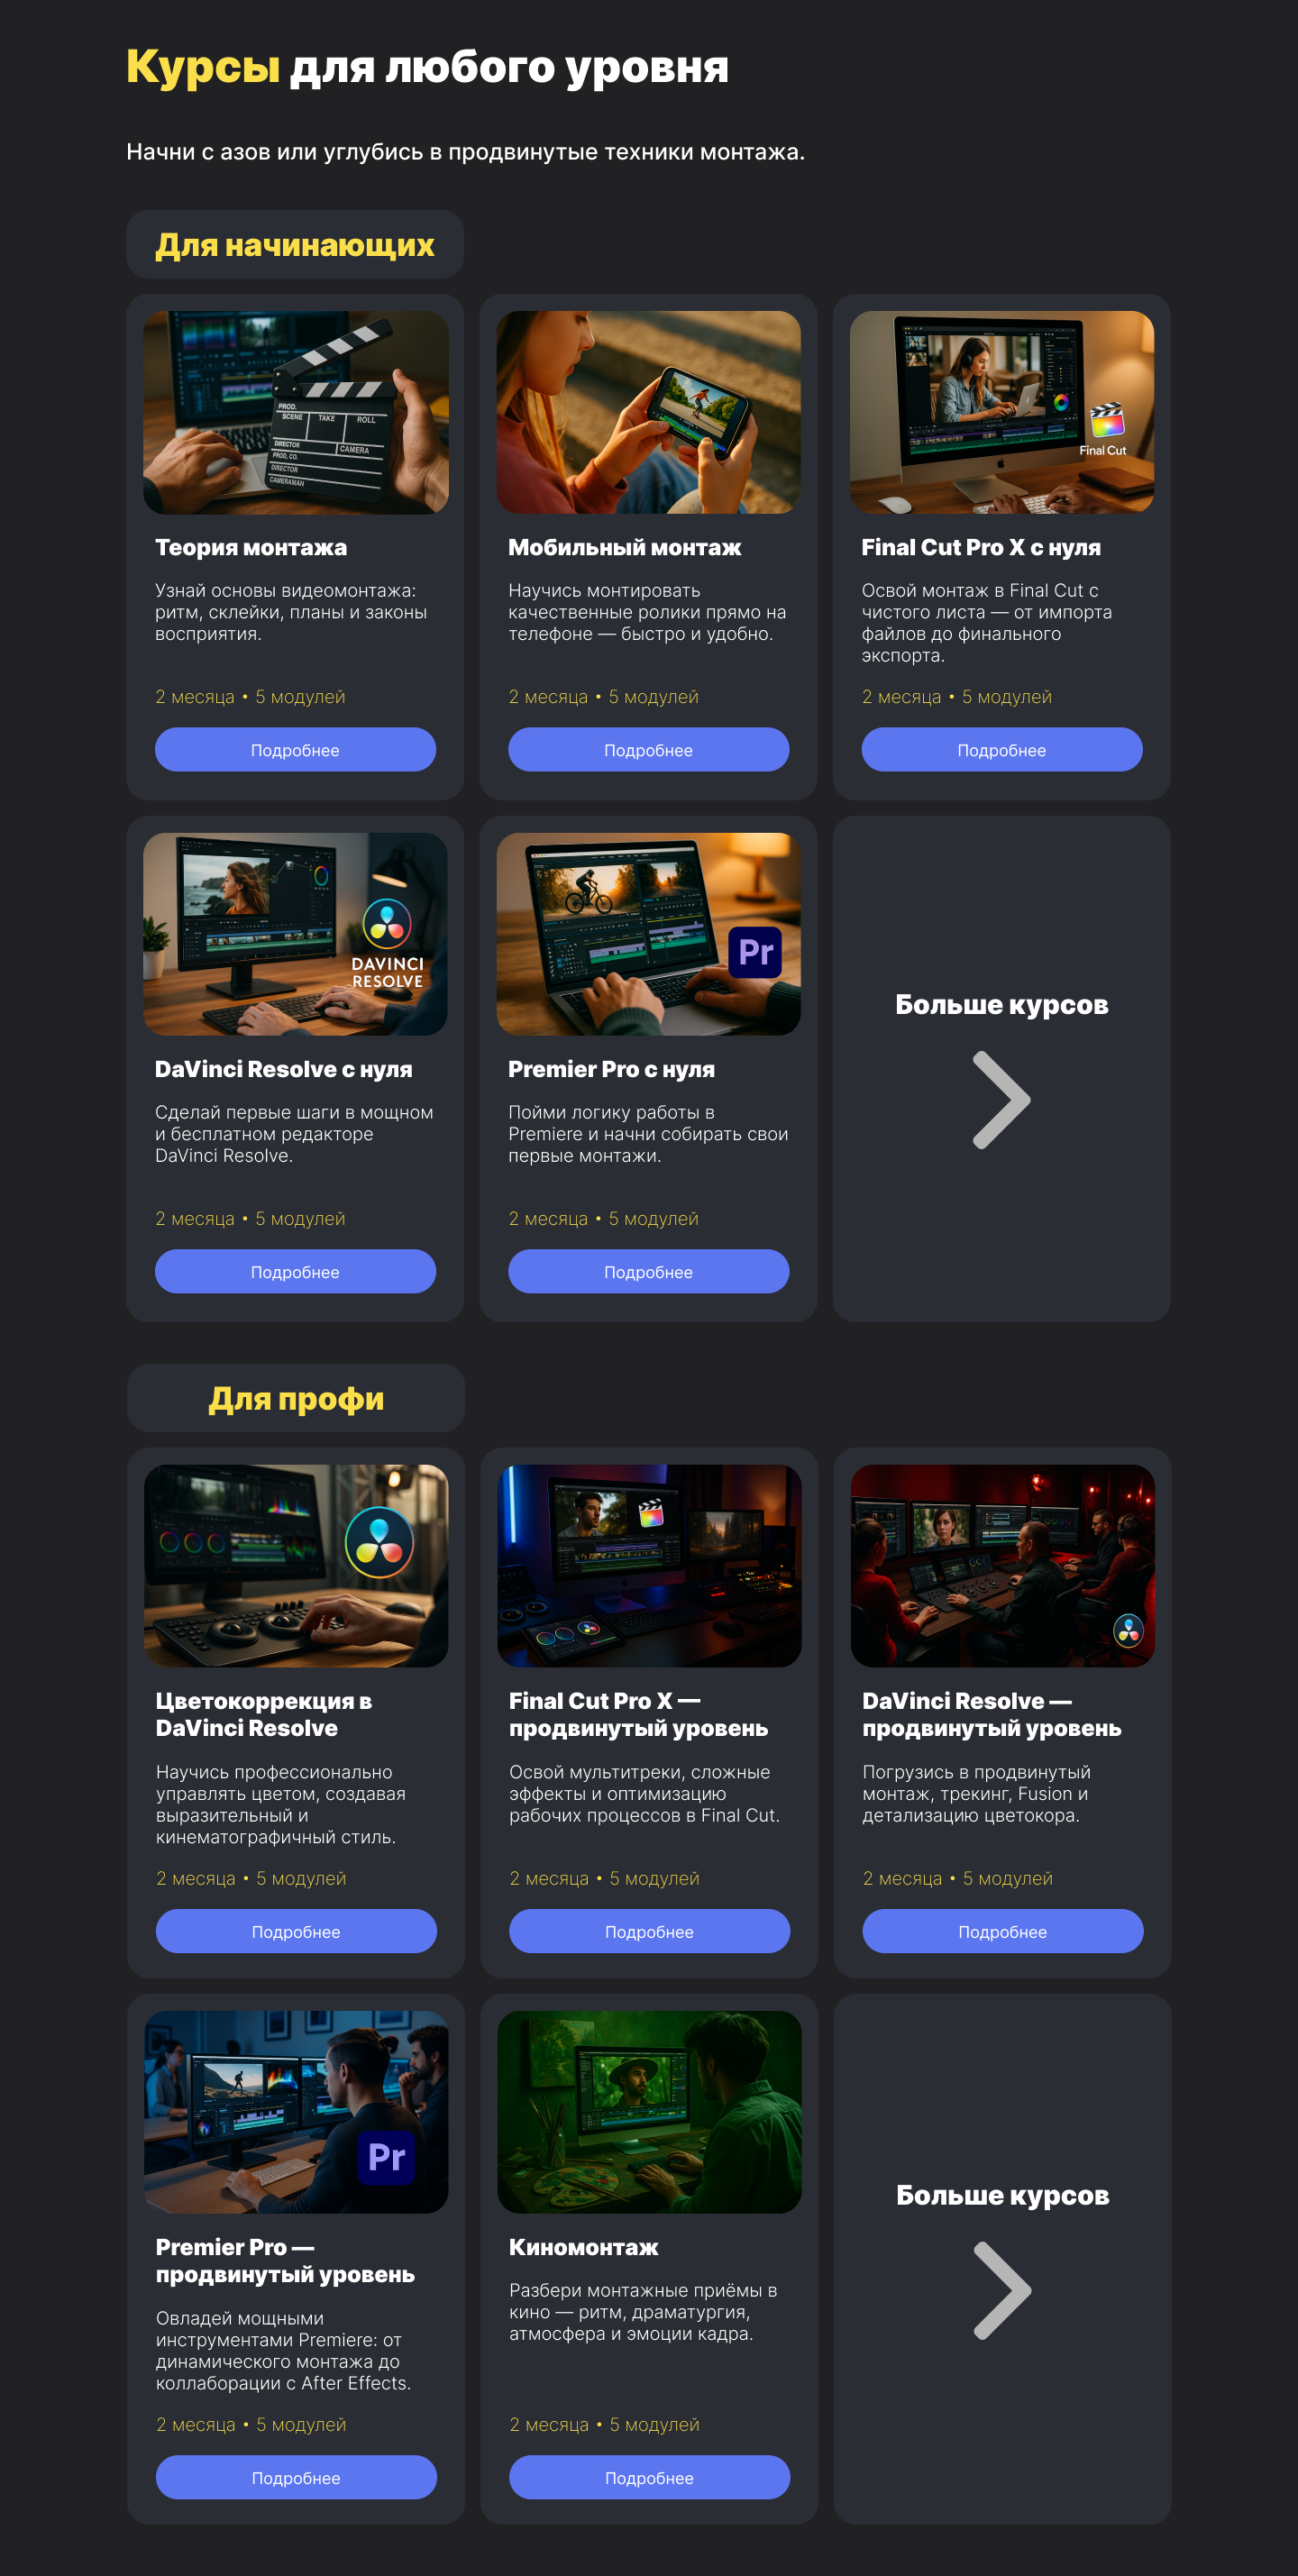 Курсы для любого уровня
Начни с азов или углубись в продвинутые техники монтажа.
Для начинающих
PROD.
SCENE TAKE ROLL
DIRECTOR CAMERA
PROD. CO.
DIRECTOR
CAMERAMAN
Теория монтажа
Узнай основы видеомонтажа:
ритм, склейки, планы и законы
восприятия.
2 месяца • 5 модулей
Подробнее
Мобильный монтаж
Научись монтировать
качественные ролики прямо на
телефоне — быстро и удобно.
2 месяца • 5 модулей
Подробнее
Final Cut
Final Cut Pro X с нуля
Освой монтаж в Final Cut с
чистого листа — от импорта
файлов до финального
экспорта.
2 месяца • 5 модулей
Подробнее
DAVINCI
RESOLVE
DaVinci Resolve с нуля
Сделай первые шаги в мощном
и бесплатном редакторе
DaVinci Resolve.
2 месяца • 5 модулей
Подробнее
Pr
Premier Pro с нуля
Пойми логику работы в
Premiere и начни собирать свои
первые монтажи.
2 месяца • 5 модулей
Подробнее
Больше курсов
Для профи
Цветокоррекция в
DaVinci Resolve
Научись профессионально
управлять цветом, создавая
выразительный и
кинематографичный стиль.
2 месяца • 5 модулей
Подробнее
Final Cut Pro X —
продвинутый уровень
Освой мультитреки, сложные
эффекты и оптимизацию
рабочих процессов в Final Cut.
2 месяца • 5 модулей
Подробнее
DaVinci Resolve —
продвинутый уровень
Погрузись в продвинутый
монтаж, трекинг, Fusion и
детализацию цветокора.
2 месяца • 5 модулей
Подробнее
Pr
Premier Pro —
продвинутый уровень
Овладей мощными
инструментами Premiere: от
динамического монтажа до
коллаборации с After Effects.
2 месяца • 5 модулей
Подробнее
Киномонтаж
Разбери монтажные приёмы в
кино — ритм, драматургия,
атмосфера и эмоции кадра.
2 месяца • 5 модулей
Подробнее
Больше курсов